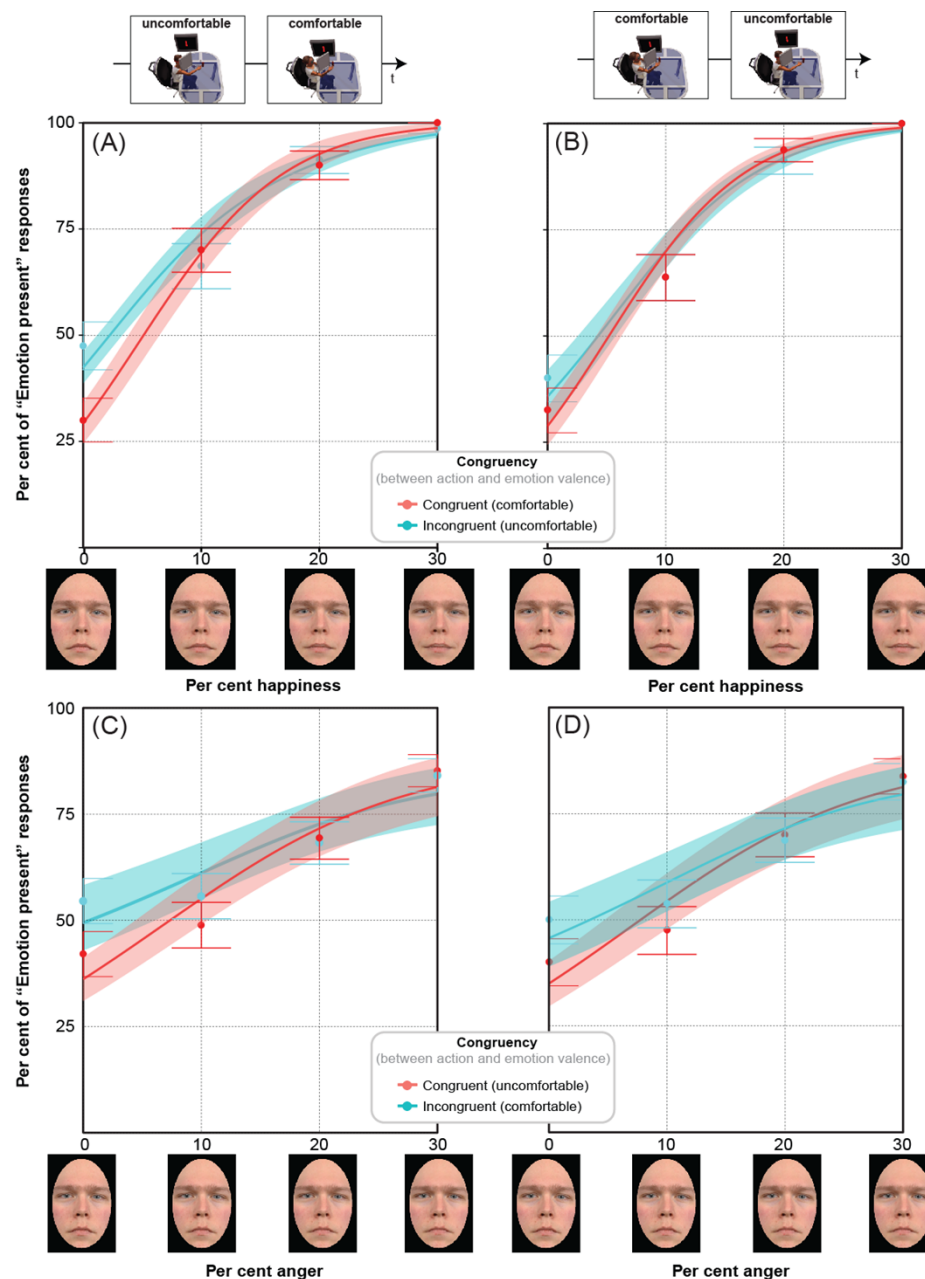 uncomfortable
comfortable
t
comfortable
uncomfortable
t
100
75
50
25
Per cent of “Emotion present” responses
(A)
(B)
Congruency
(between action and emotion valence)
Congruent (comfortable)
Incongruent (uncomfortable)
0 10 20 30
0 10 20 30
Per cent happiness
Per cent happiness
100
75
50
25
Per cent of “Emotion present” responses
(C)
(D)
Congruency
(between action and emotion valence)
Congruent (uncomfortable)
Incongruent (comfortable)
0 10 20 30
0 10 20 30
Per cent anger
Per cent anger